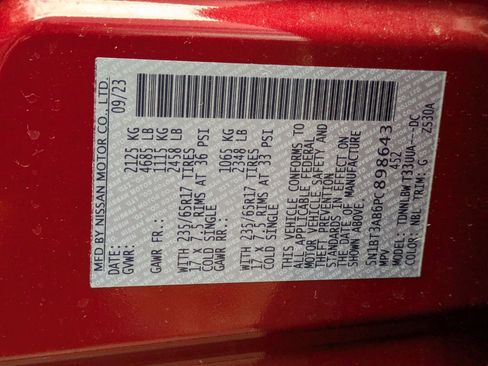 MFD BY NISSAN MOTOR CO., LTD.
DATE: 09/23
GVWR: 2125 KG
4685 LB
GAWR FR.: 1115 KG
2458 LB
WITH 235/65R17 TIRES
17 X 7.5 RIMS AT 36 PSI
COLD SINGLE
GAWR RR.: 1065 KG
2348 LB
WITH 235/65R17 TIRES
17 X 7.5 RIMS AT 33 PSI
COLD SINGLE
THIS VEHICLE CONFORMS TO
ALL APPLICABLE FEDERAL
MOTOR VEHICLE SAFETY AND
THEFT PREVENTION
STANDARDS IN EFFECT ON
THE DATE OF MANUFACTURE
SHOWN ABOVE.
5N1BT3AB6PC898643
MPV 452
TDNNLBW T33UUA---DC
COLOR: NBL TRIM: G Z530A